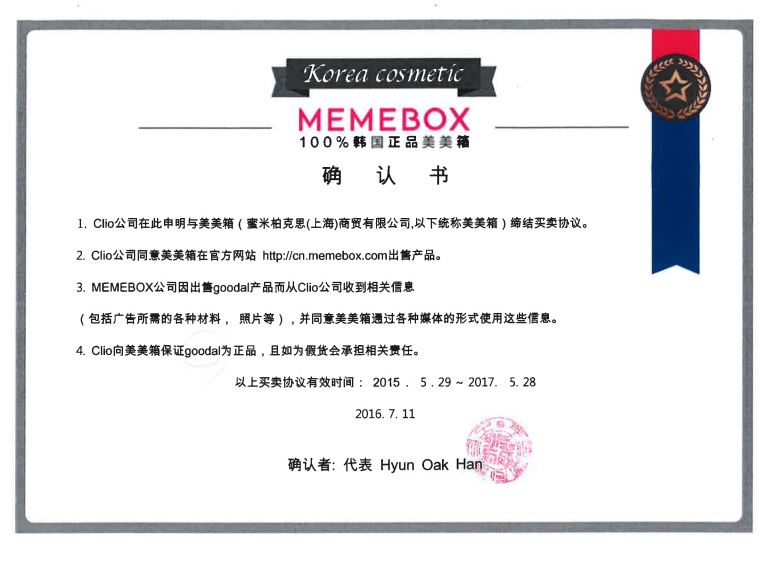 Korea cosmetic
MEMEBOX
100%韩国正品美美箱
确 认 书
1. Clio公司在此申明与美美箱（蜜米柏克思(上海)商贸有限公司,以下统称美美箱）缔结买卖协议。
2. Clio公司同意美美箱在官方网站 http://cn.memebox.com出售产品。
3. MEMEBOX公司因出售goodal产品而从Clio公司收到相关信息
（包括广告所需的各种材料， 照片等），并同意美美箱通过各种媒体的形式使用这些信息。
4. Clio向美美箱保证goodal为正品，且如为假货会承担相关责任。
以上买卖协议有效时间： 2015 . 5 . 29 ~ 2017. 5. 28
2016. 7. 11
确认者: 代表 Hyun Oak Han